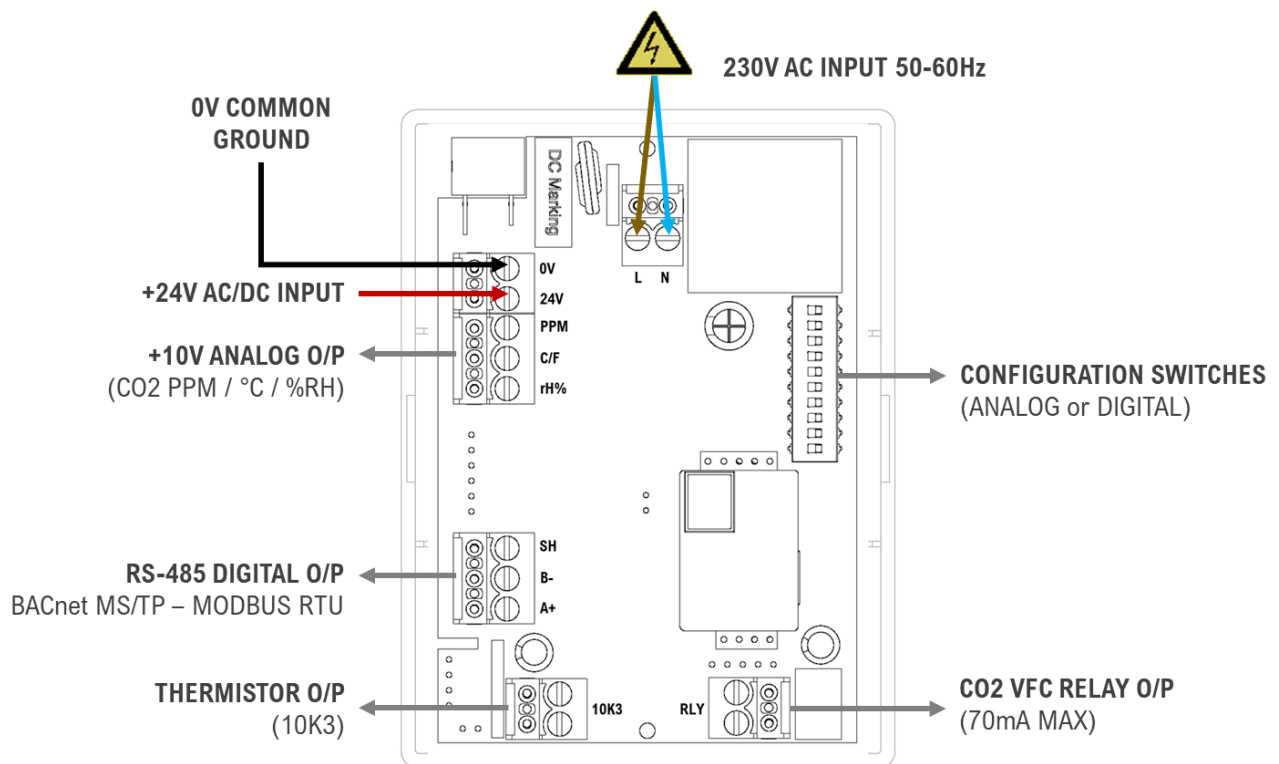 230V AC INPUT 50-60Hz
0V COMMON
GROUND
DC Marking
0V
+24V AC/DC INPUT
24V
L N
PPM
+10V ANALOG O/P
(CO2 PPM / °C / %RH)
C/F
rH%
CONFIGURATION SWITCHES
(ANALOG or DIGITAL)
SH
RS-485 DIGITAL O/P
BACnet MS/TP – MODBUS RTU
B-
A+
THERMISTOR O/P
(10K3)
10K3
RLY
CO2 VFC RELAY O/P
(70mA MAX)